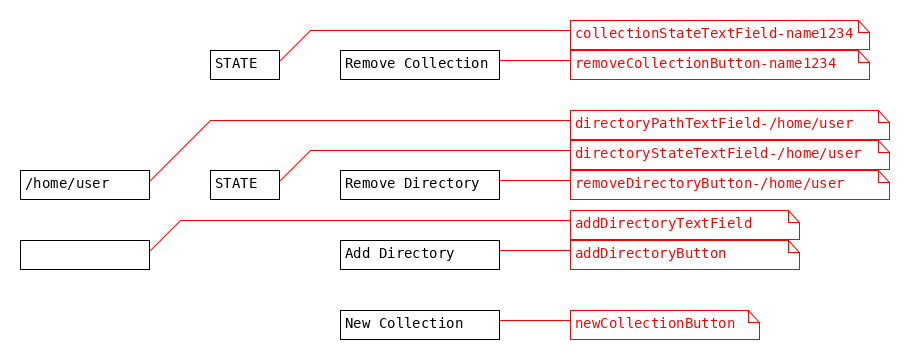 collectionStateTextField-name1234
STATE Remove Collection removeCollectionButton-name1234
directoryPathTextField-/home/user
directoryStateTextField-/home/user
/home/user STATE Remove Directory removeDirectoryButton-/home/user
addDirectoryTextField
Add Directory addDirectoryButton
New Collection newCollectionButton